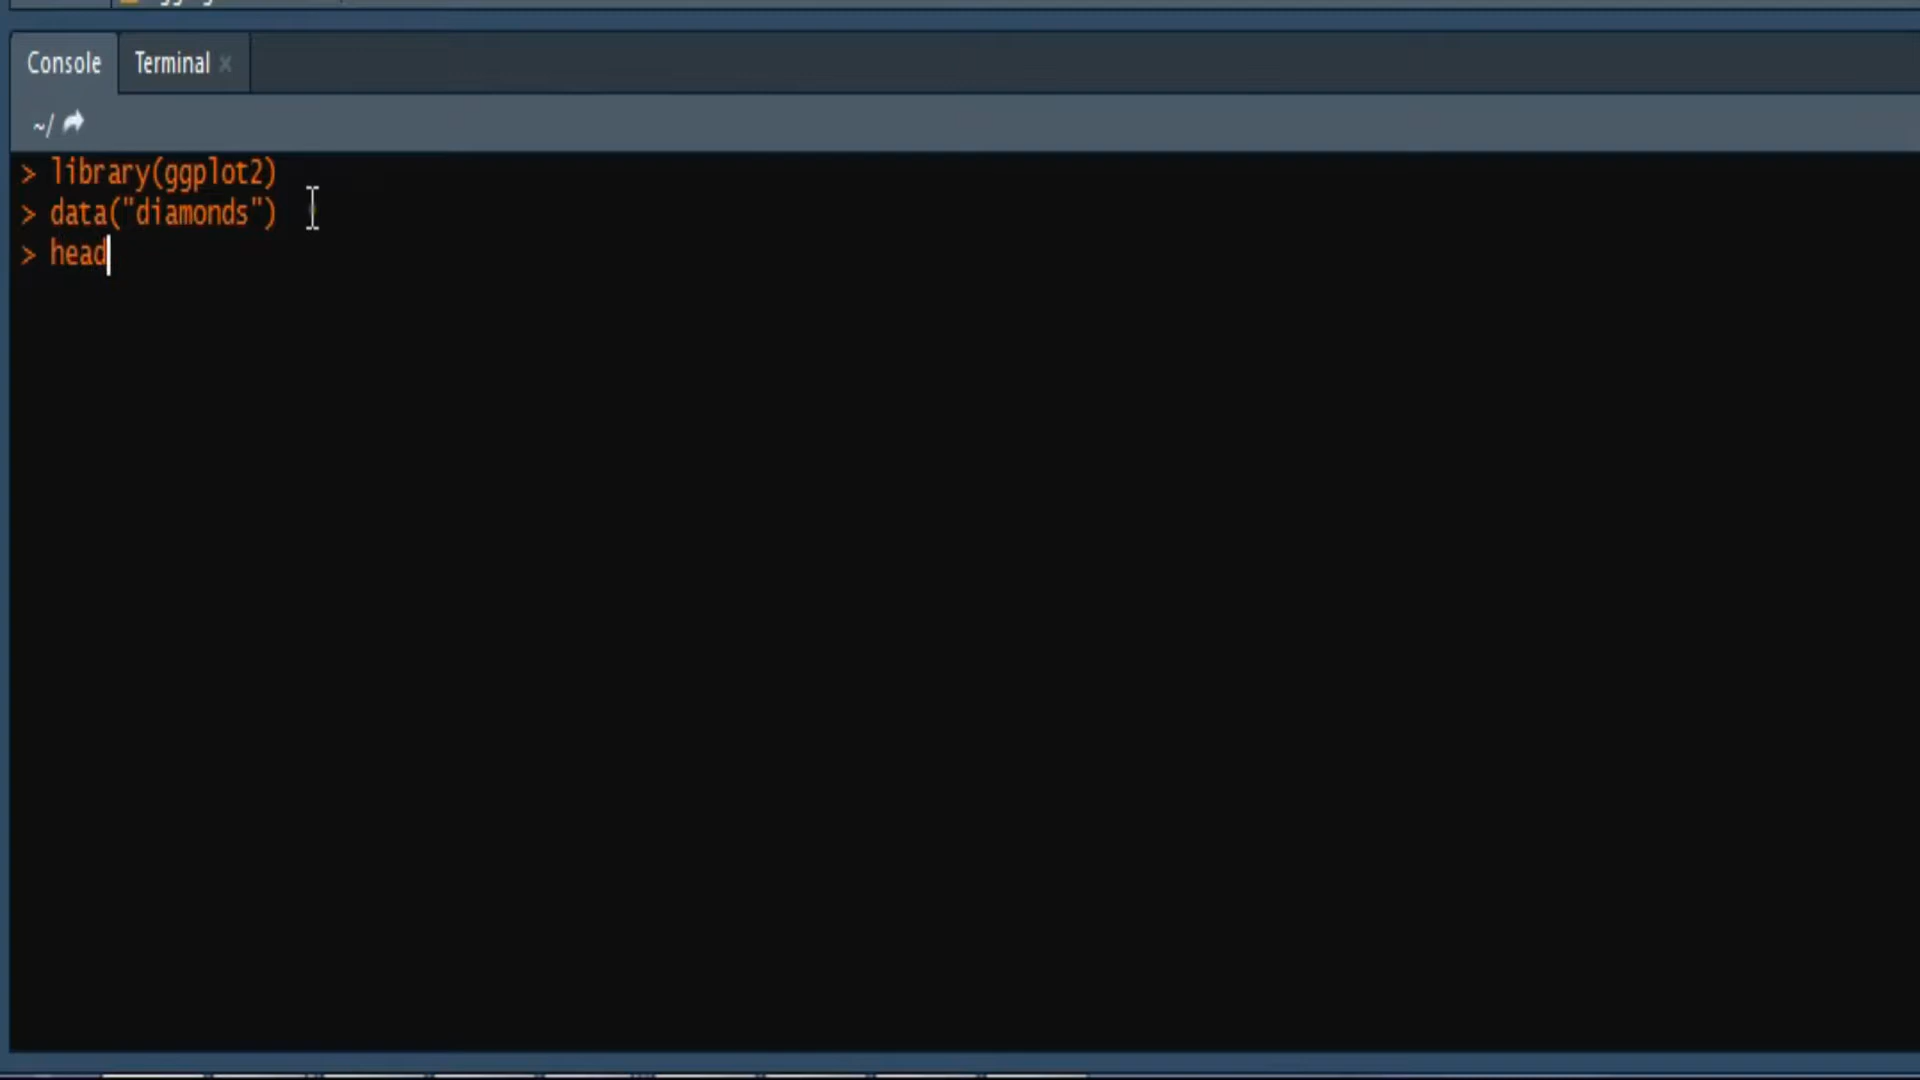 Console
Terminal ×
~/
> library(ggplot2)
> data("diamonds")
> head